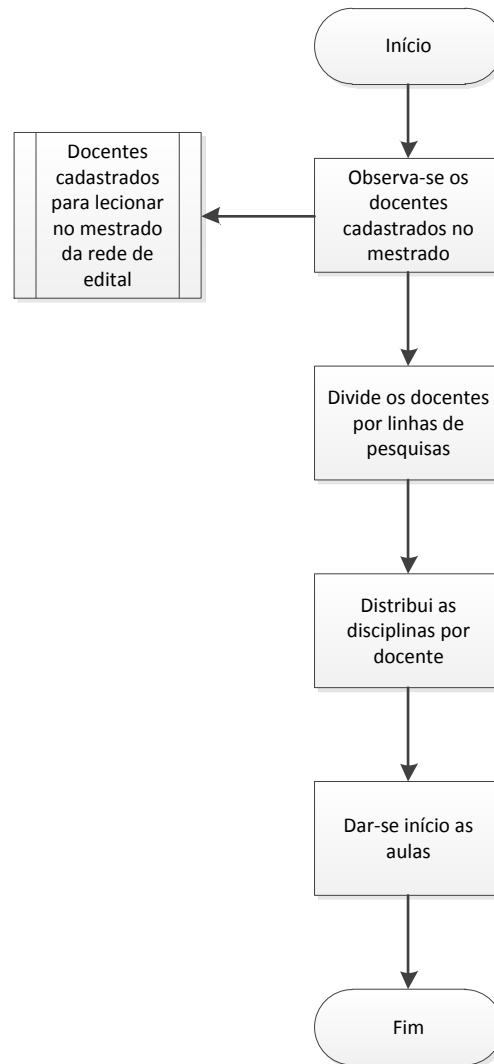 Início
Docentes
cadastrados
para lecionar
no mestrado
da rede de
edital
Observa-se os
docentes
cadastrados no
mestrado
Divide os docentes
por linhas de
pesquisas
Distribui as
disciplinas por
docente
Dar-se início as
aulas
Fim